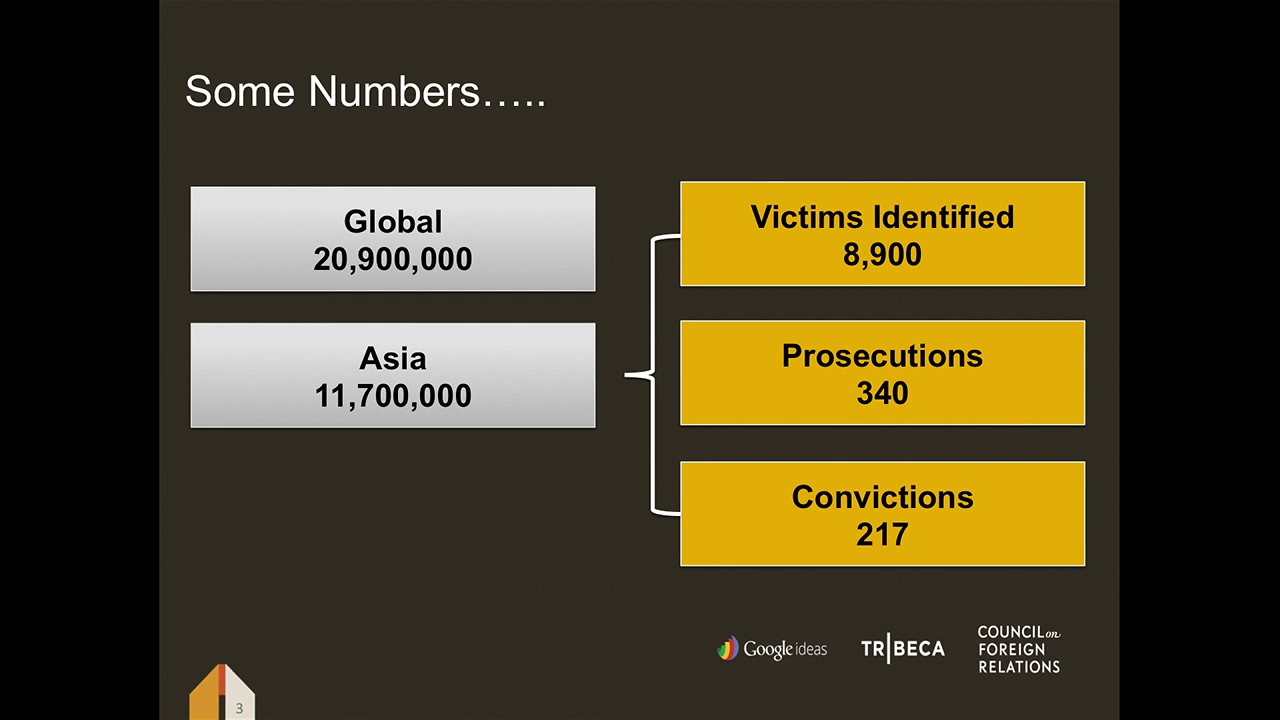 Some Numbers.....
Global
20,900,000
Asia
11,700,000
Victims Identified
8,900
Prosecutions
340
Convictions
217
Google ideas
TRIBECA
COUNCIL on
FOREIGN
RELATIONS
3